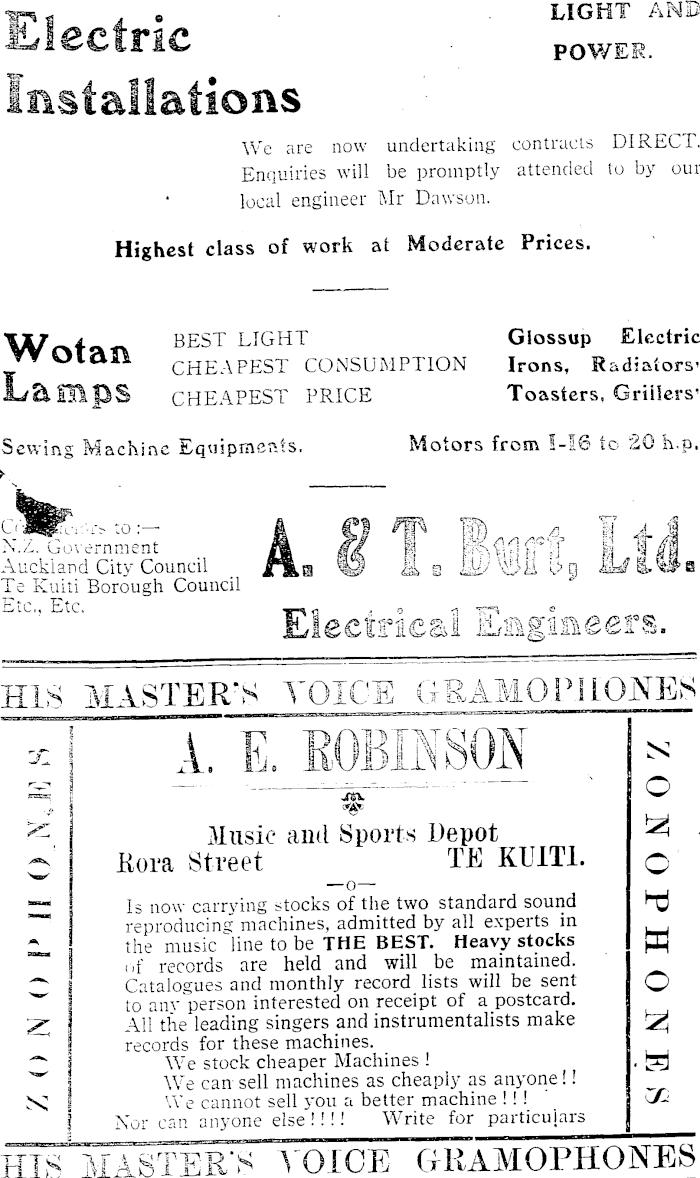 Electric
Installations
LIGHT AND
POWER.
We are now undertaking contracts DIRECT.
Enquiries will be promptly attended to by our
local engineer Mr Dawson.
Highest class of work at Moderate Prices.
Wotan
Lamps
BEST LIGHT
CHEAPEST CONSUMPTION
CHEAPEST PRICE
Glossup Electric
Irons, Radiators,
Toasters, Grillers,
Sewing Machine Equipments.
Motors from 1-16 to 20 h.p.
to :—
N.Z. Government
Auckland City Council
Te Kuiti Borough Council
Etc., Etc.
A. & T. Burt, Ltd.
Electrical Engineers.
HIS MASTER'S VOICE GRAMOPHONES
ZONOPHONES
A. E. ROBINSON
Music and Sports Depot
Rora Street TE KUITI.
—o—
Is now carrying stocks of the two standard sound
reproducing machines, admitted by all experts in
the music line to be THE BEST. Heavy stocks
of records are held and will be maintained.
Catalogues and monthly record lists will be sent
to any person interested on receipt of a postcard.
All the leading singers and instrumentalists make
records for these machines.
We stock cheaper Machines !
We can sell machines as cheaply as anyone!!
We cannot sell you a better machine!!!
Nor can anyone else!!!! Write for particulars
ZONOPHONES
HIS MASTER'S VOICE GRAMOPHONES